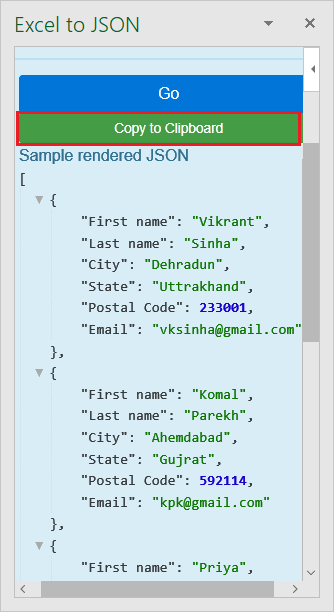 Excel to JSON
Go
Copy to Clipboard
Sample rendered JSON
[
{
"First name": "Vikrant",
"Last name": "Sinha",
"City": "Dehradun",
"State": "Uttrakhand",
"Postal Code": 233001,
"Email": "vksinha@gmail.com"
},
{
"First name": "Komal",
"Last name": "Parekh",
"City": "Ahemdabad",
"State": "Gujrat",
"Postal Code": 592114,
"Email": "kpk@gmail.com"
},
{
"First name": "Priya",